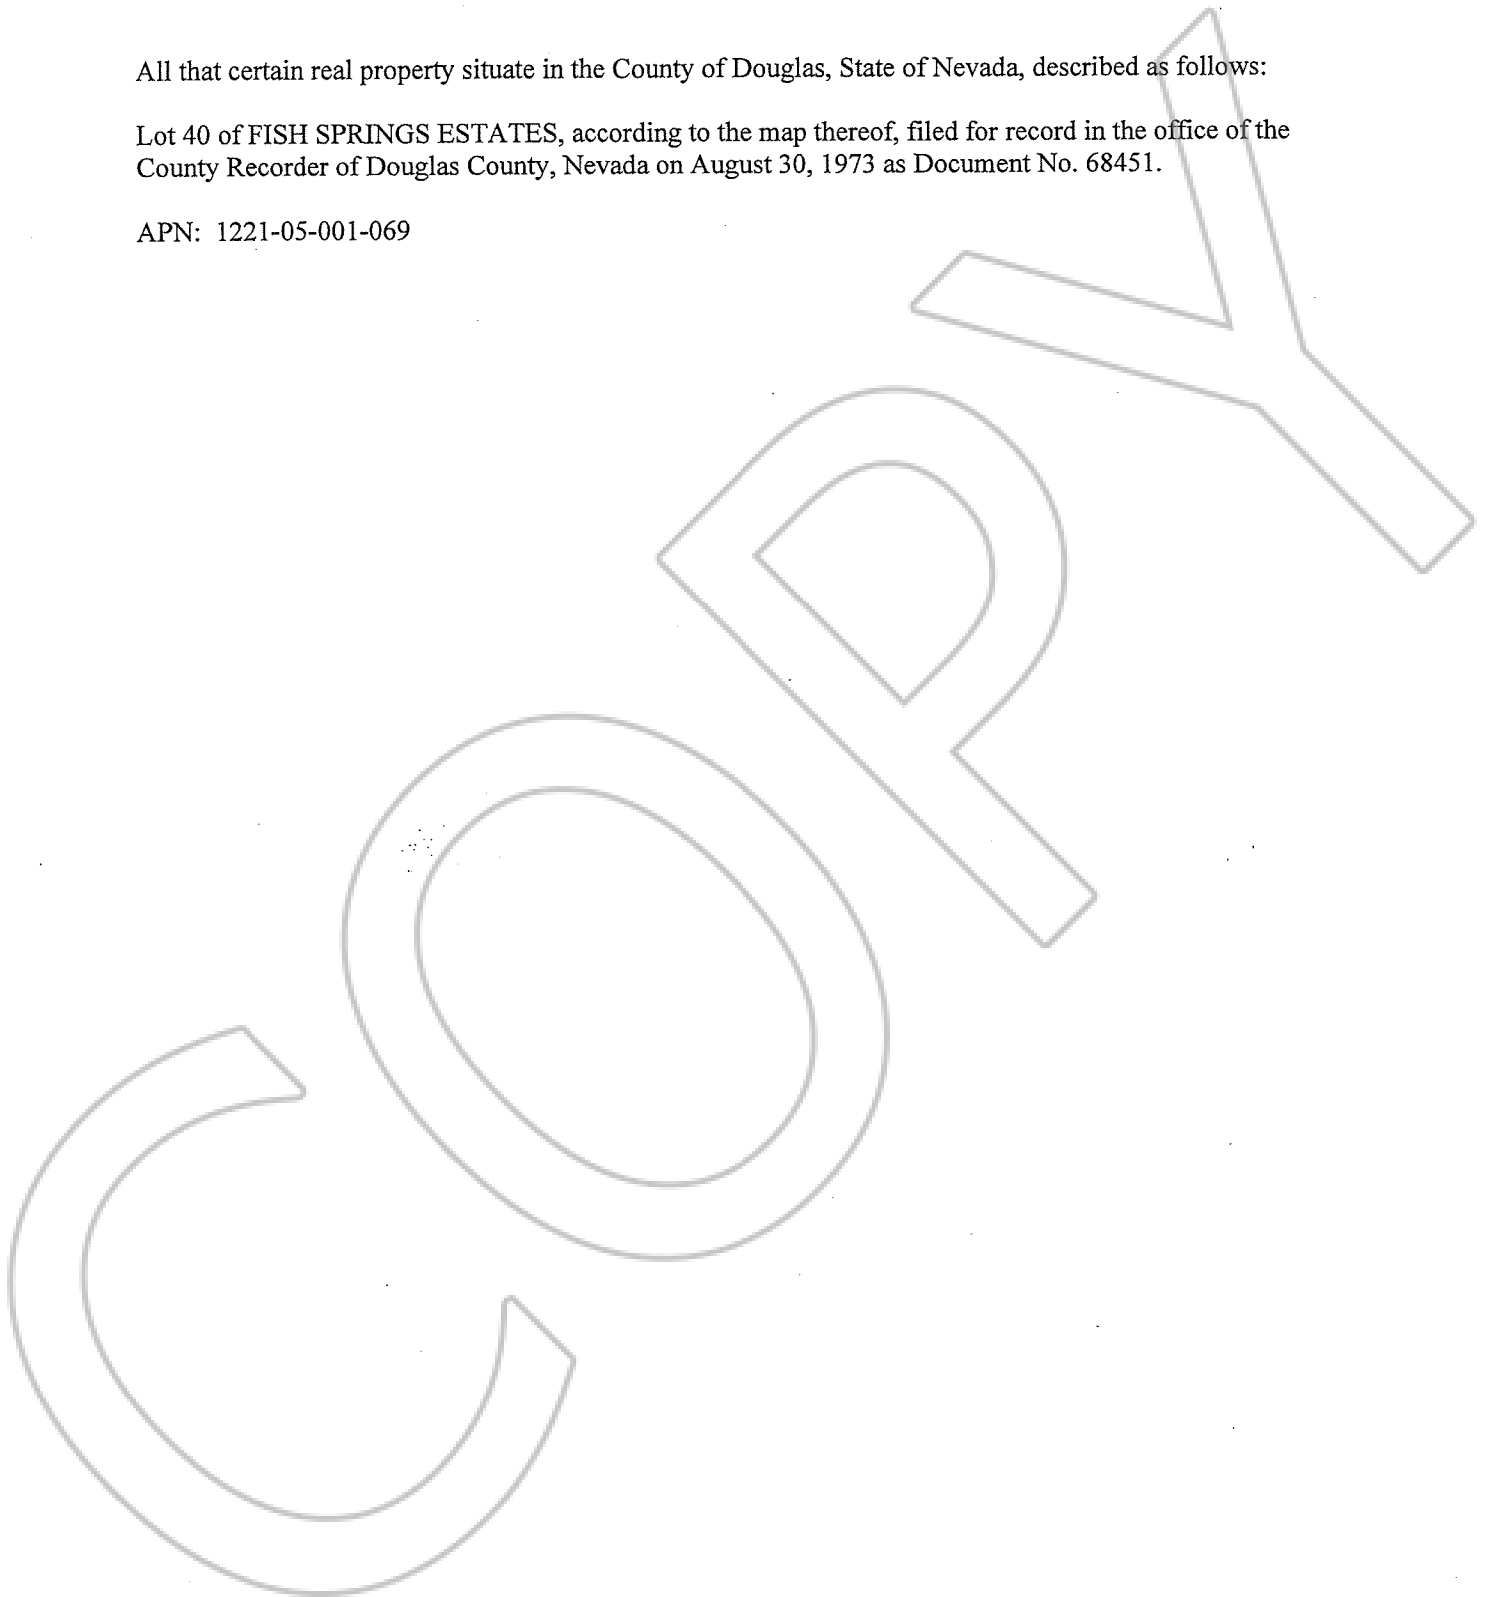 All that certain real property situate in the County of Douglas, State of Nevada, described as follows:
Lot 40 of FISH SPRINGS ESTATES, according to the map thereof, filed for record in the office of the
County Recorder of Douglas County, Nevada on August 30, 1973 as Document No. 68451.
APN: 1221-05-001-069
COPY